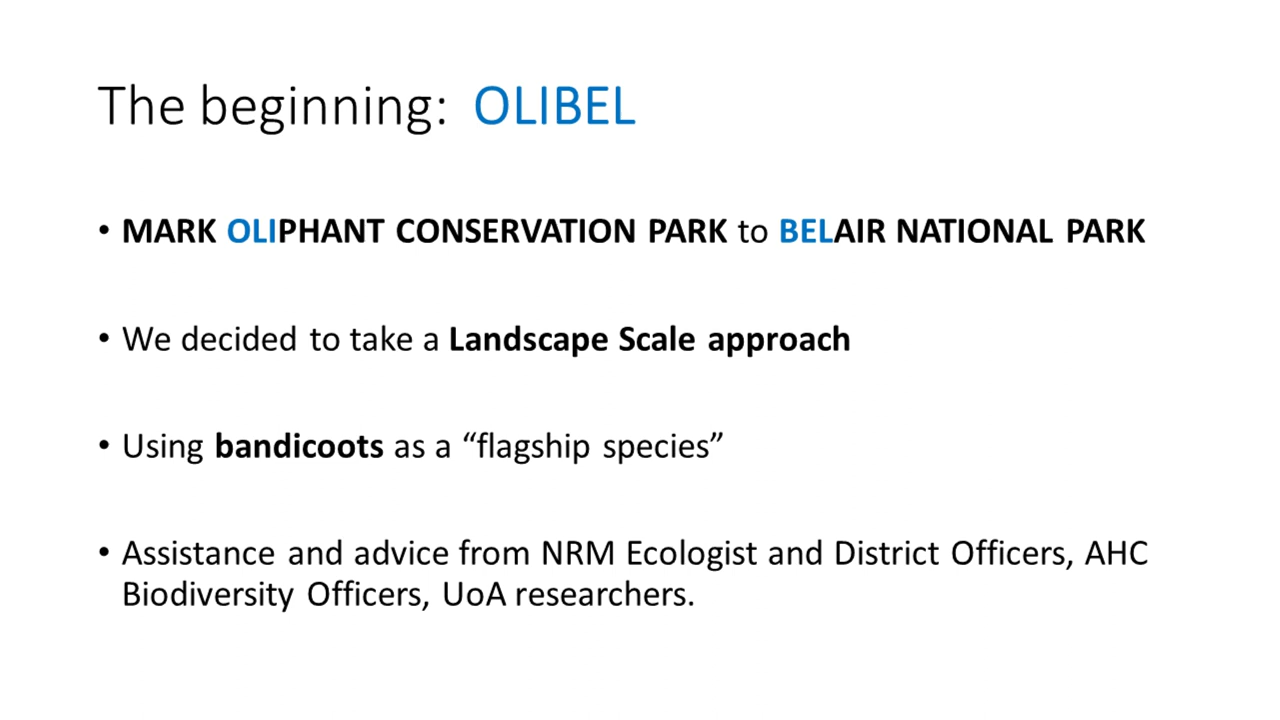 The beginning: OLIBEL
• MARK OLIPHANT CONSERVATION PARK to BELAIR NATIONAL PARK
• We decided to take a Landscape Scale approach
• Using bandicoots as a “flagship species”
• Assistance and advice from NRM Ecologist and District Officers, AHC
Biodiversity Officers, UoA researchers.